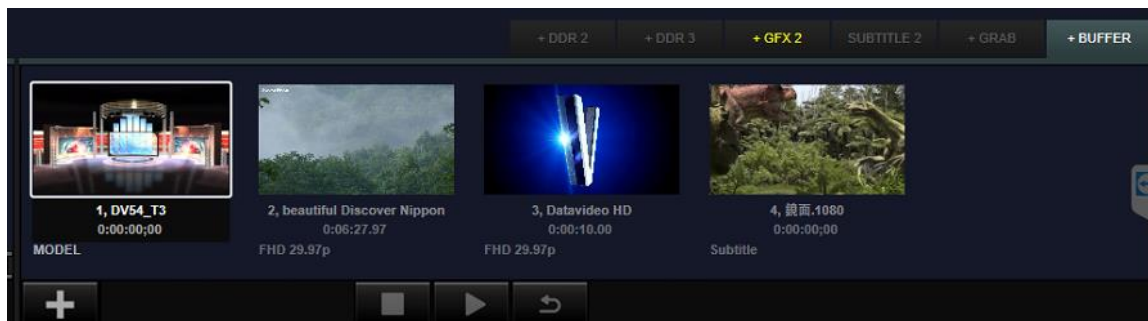 + DDR 2
+ DDR 3
+ GFX 2
SUBTITLE 2
+ GRAB
+ BUFFER
1, DV54_T3
0:00:00;00
MODEL
2, beautiful Discover Nippon
0:06:27.97
FHD 29.97p
3, Datavideo HD
0:00:10.00
FHD 29.97p
4, 鏡面.1080
0:00:00;00
Subtitle